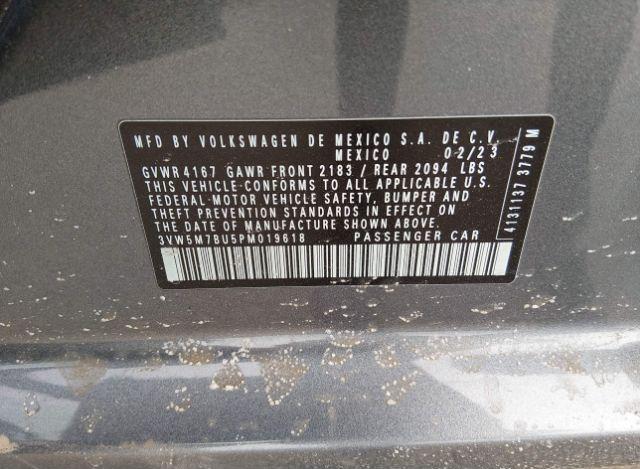 MFD BY VOLKSWAGEN DE MEXICO S.A. DE C.V.
MEXICO 02/23
GVWR 4167 GAWR FRONT 2183 / REAR 2094 LBS
THIS VEHICLE CONFORMS TO ALL APPLICABLE U.S.
FEDERAL MOTOR VEHICLE SAFETY, BUMPER AND
THEFT PREVENTION STANDARDS IN EFFECT ON
THE DATE OF MANUFACTURE SHOWN ABOVE.
3VW5M7BU5PM019618 PASSENGER CAR
4131137 3779 M